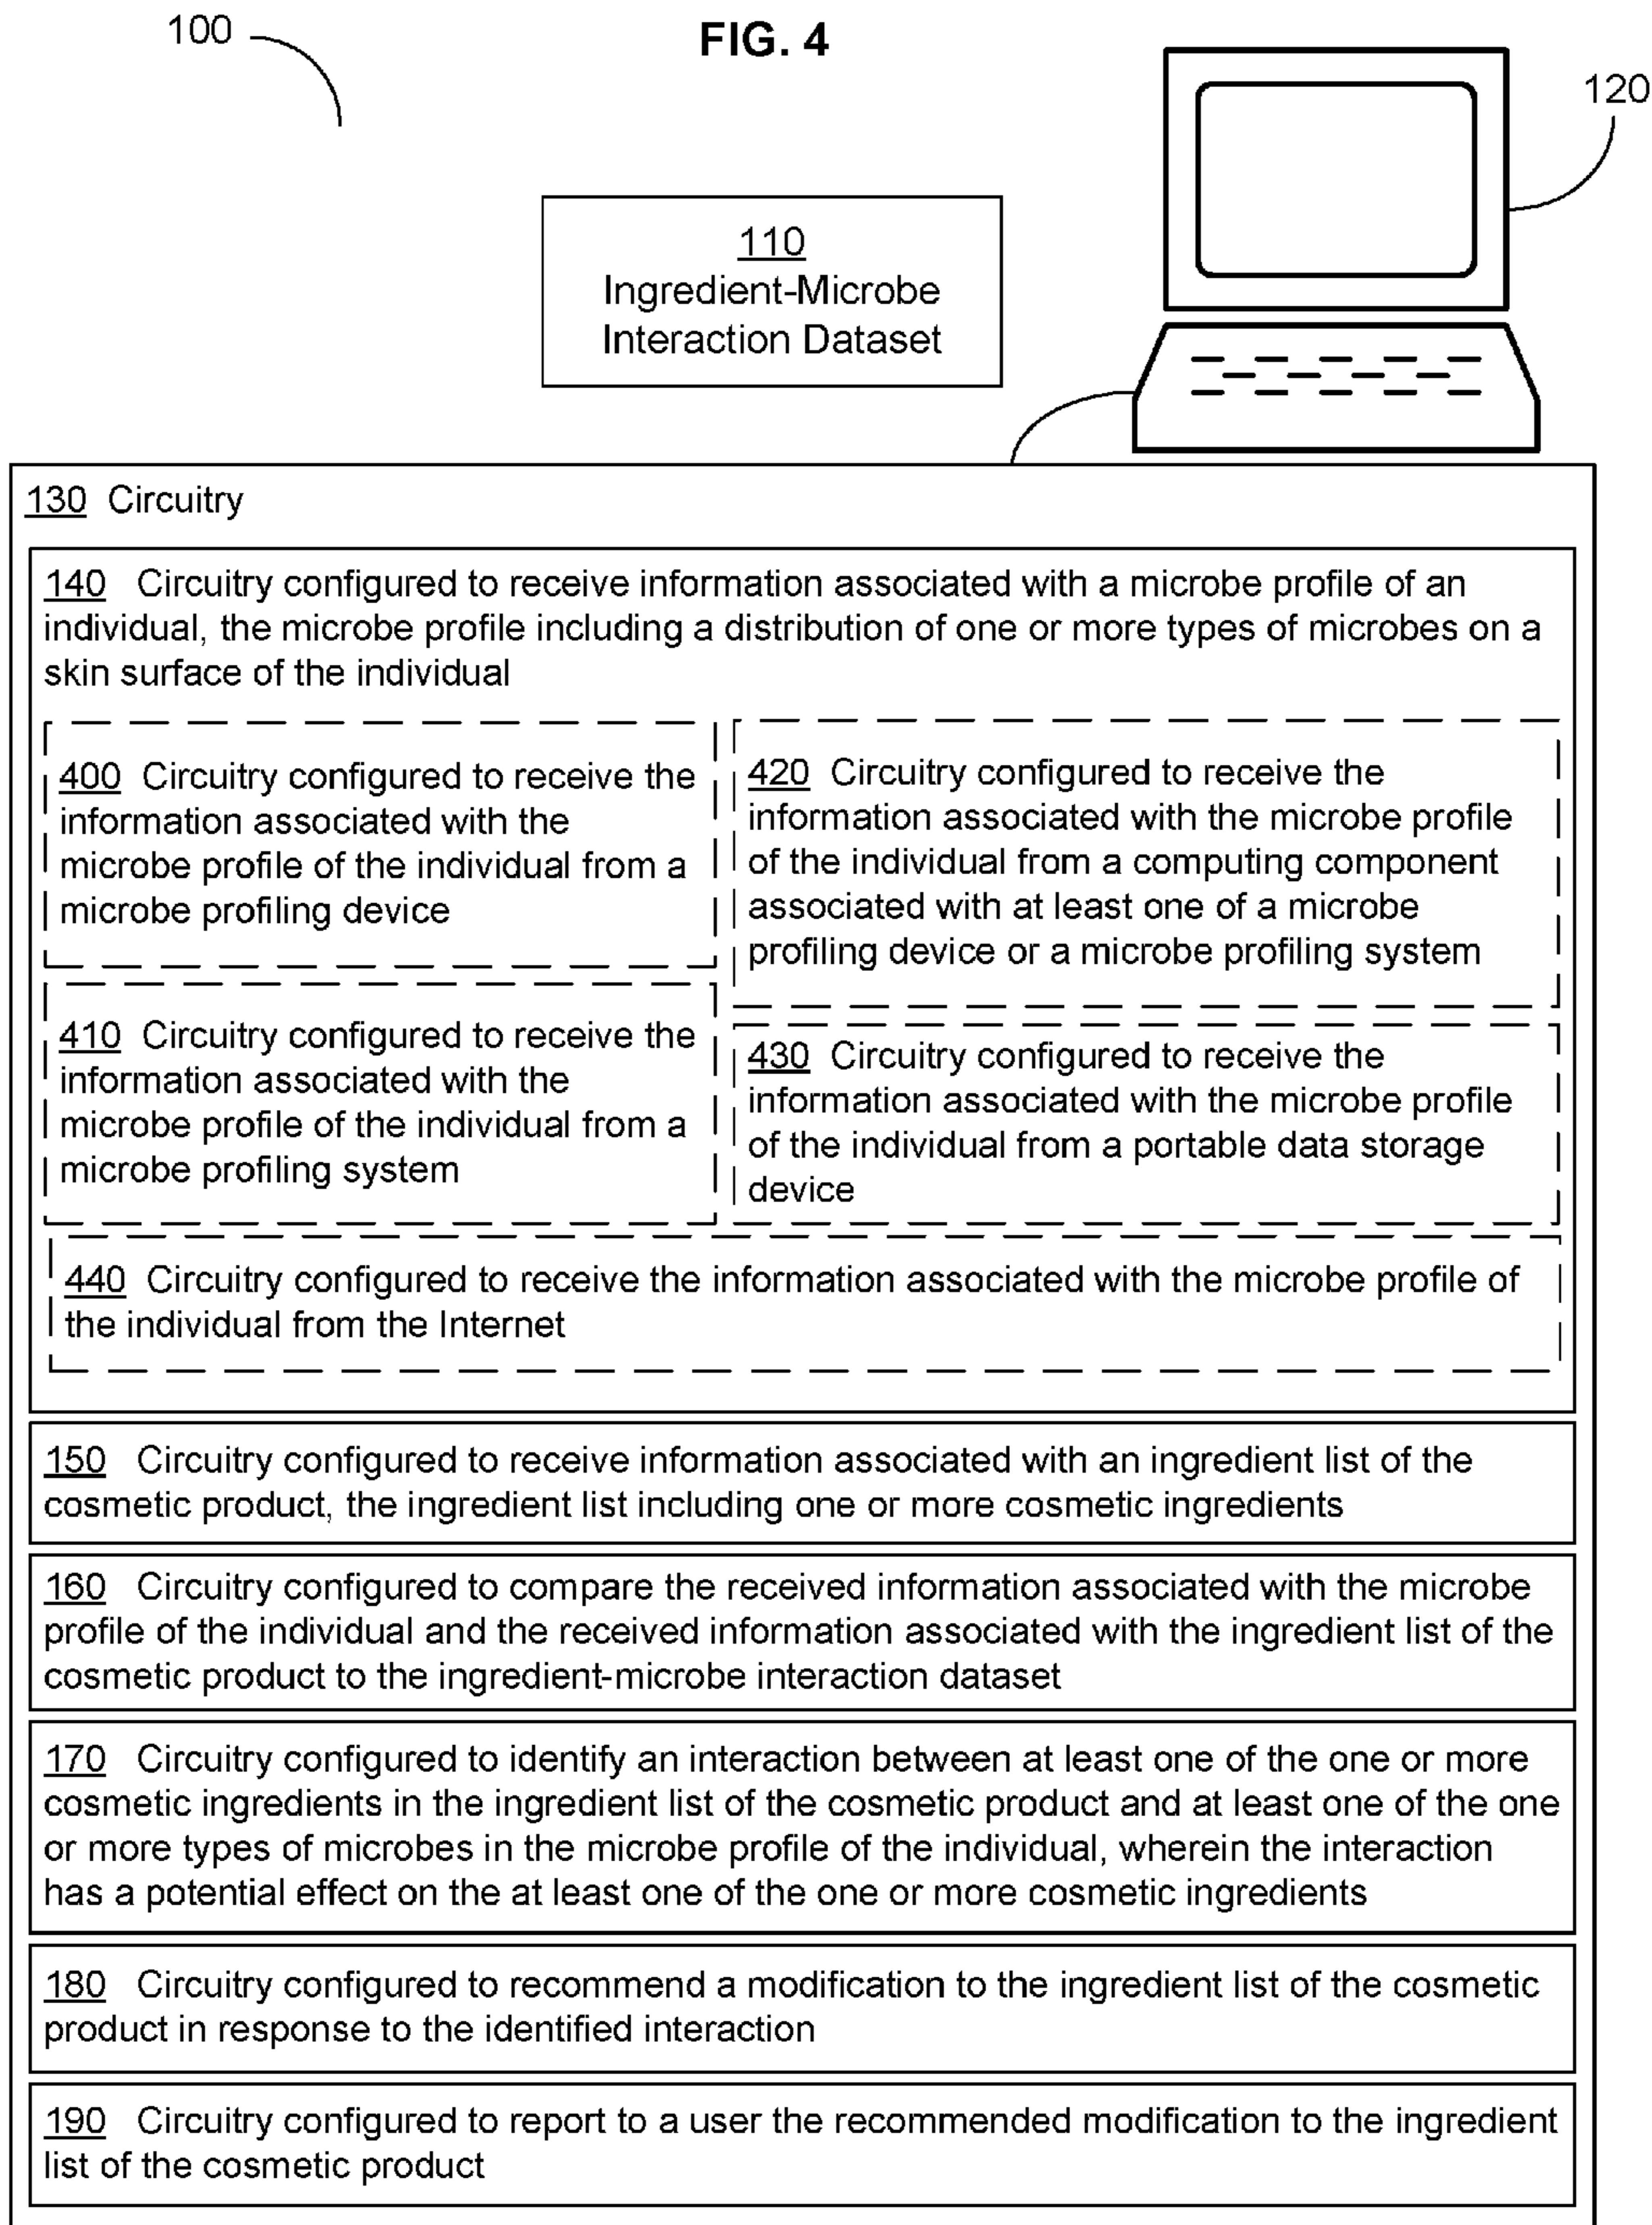 100
FIG. 4
120
110
Ingredient-Microbe
Interaction Dataset
130 Circuitry
140 Circuitry configured to receive information associated with a microbe profile of an
individual, the microbe profile including a distribution of one or more types of microbes on a
skin surface of the individual
400 Circuitry configured to receive the
information associated with the
microbe profile of the individual from a
microbe profiling device
410 Circuitry configured to receive the
information associated with the
microbe profile of the individual from a
microbe profiling system
420 Circuitry configured to receive the
information associated with the microbe profile
of the individual from a computing component
associated with at least one of a microbe
profiling device or a microbe profiling system
430 Circuitry configured to receive the
information associated with the microbe profile
of the individual from a portable data storage
device
440 Circuitry configured to receive the information associated with the microbe profile of
the individual from the Internet
150 Circuitry configured to receive information associated with an ingredient list of the
cosmetic product, the ingredient list including one or more cosmetic ingredients
160 Circuitry configured to compare the received information associated with the microbe
profile of the individual and the received information associated with the ingredient list of the
cosmetic product to the ingredient-microbe interaction dataset
170 Circuitry configured to identify an interaction between at least one of the one or more
cosmetic ingredients in the ingredient list of the cosmetic product and at least one of the one
or more types of microbes in the microbe profile of the individual, wherein the interaction
has a potential effect on the at least one of the one or more cosmetic ingredients
180 Circuitry configured to recommend a modification to the ingredient list of the cosmetic
product in response to the identified interaction
190 Circuitry configured to report to a user the recommended modification to the ingredient
list of the cosmetic product